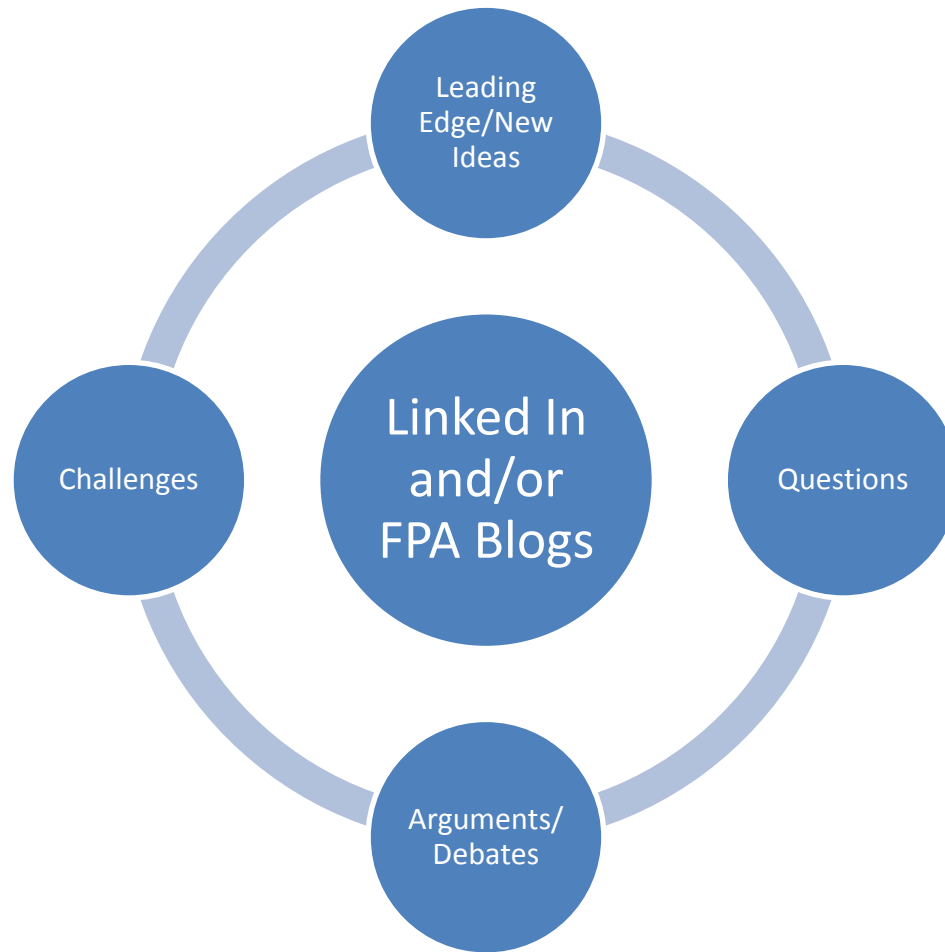 Leading
Edge/New
Ideas
Challenges
Linked In
and/or
FPA Blogs
Questions
Arguments/
Debates